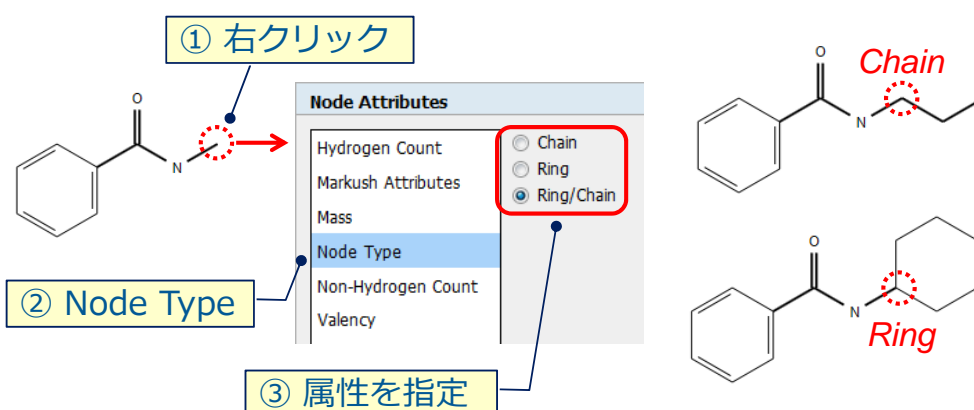 ① 右クリック
O
N
Node Attributes
Hydrogen Count
Markush Attributes
Mass
Node Type
Non-Hydrogen Count
Valency
Chain
Ring
Ring/Chain
② Node Type
③ 属性を指定
O
N
Chain
O
N
Ring